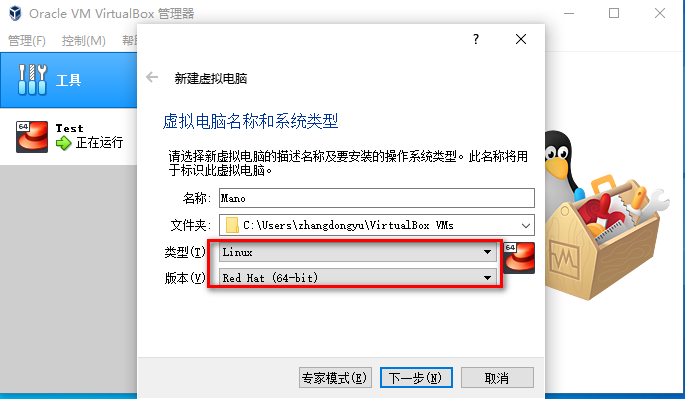 Oracle VM VirtualBox 管理器
管理(F) 控制(M) 帮
工具
64
Test
正在运行
?
新建虚拟电脑
虚拟电脑名称和系统类型
请选择新虚拟电脑的描述名称及要安装的操作系统类型。此名称将用
于标识此虚拟电脑。
名称: Mano
文件夹: C:\Users\zhangdongyu\VirtualBox VMs
类型(T) Linux
64
版本(V) Red Hat (64-bit)
专家模式(E) 下一步(N) 取消